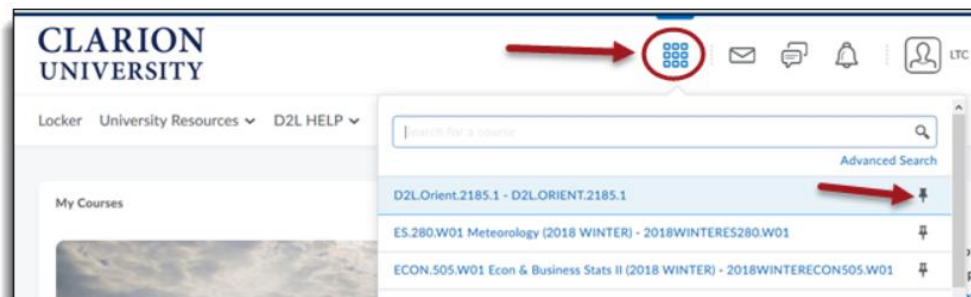 CLARION
UNIVERSITY
LTC
Locker University Resources D2L HELP
Search for a course
Advanced Search
My Courses
D2L.Orient.2185.1 - D2L.ORIENT.2185.1
ES.280.W01 Meteorology (2018 WINTER) - 2018WINTERES280.W01
ECON.505.W01 Econ & Business Stats II (2018 WINTER) - 2018WINTERECON505.W01